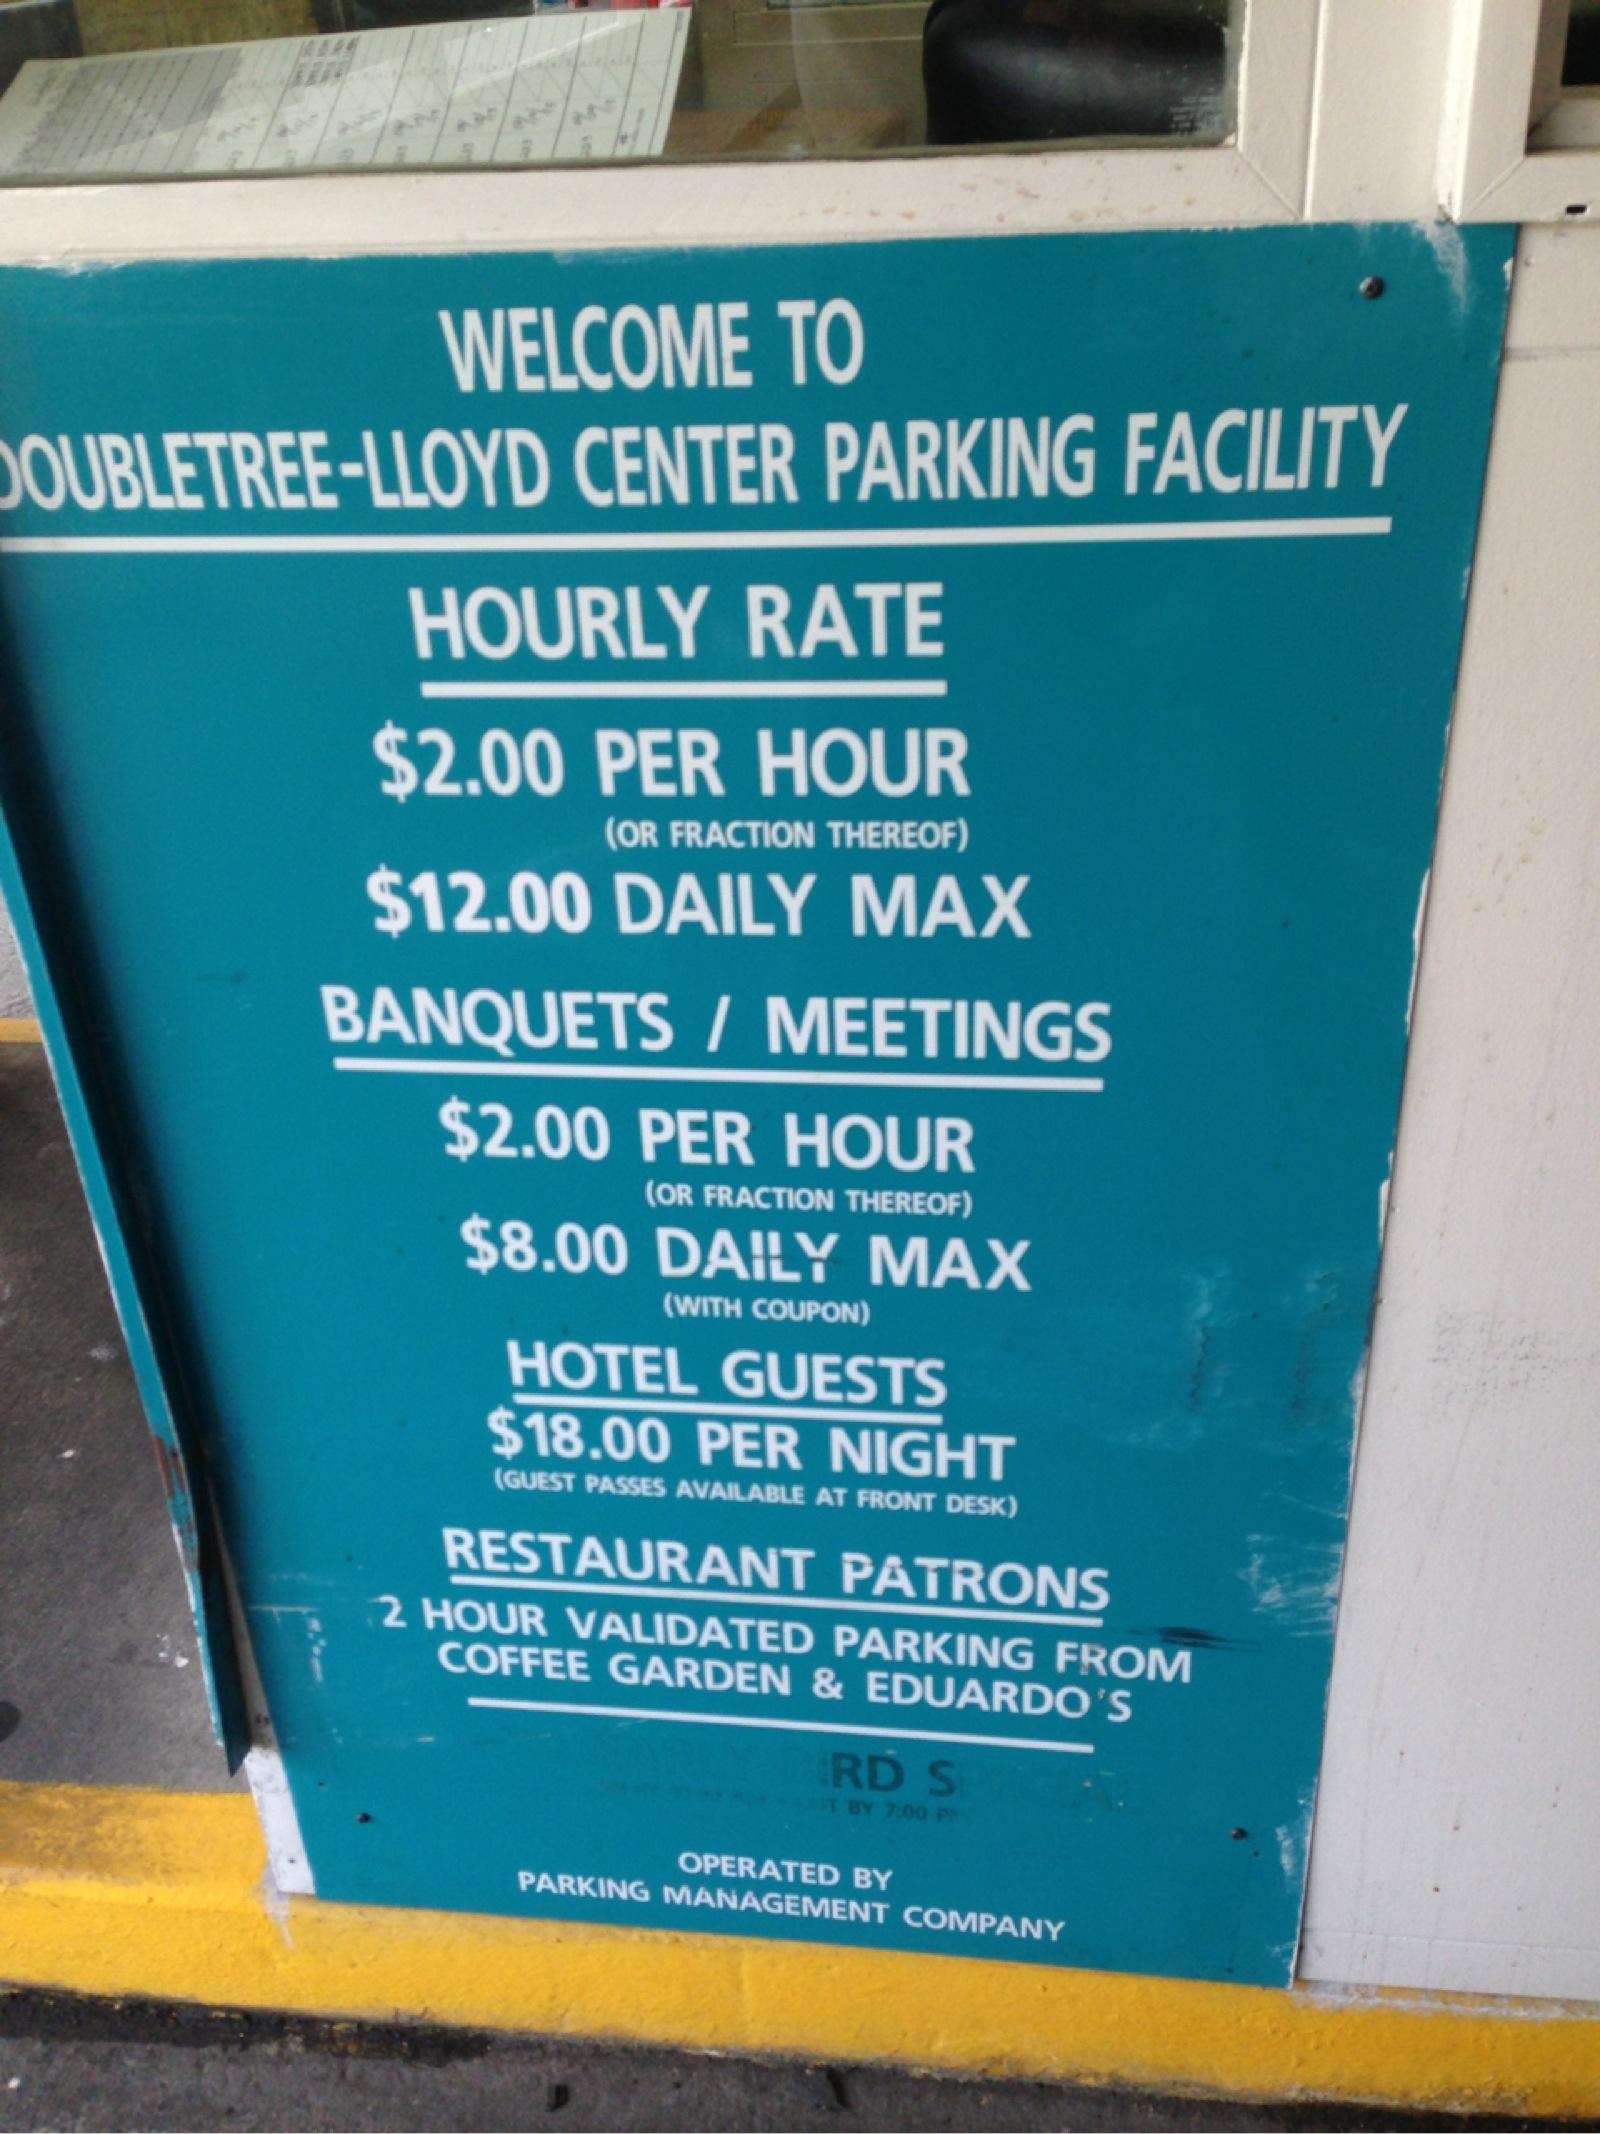 WELCOME TO
DOUBLETREE-LLOYD CENTER PARKING FACILITY
HOURLY RATE
$2.00 PER HOUR
(OR FRACTION THEREOF)
$12.00 DAILY MAX
BANQUETS / MEETINGS
$2.00 PER HOUR
(OR FRACTION THEREOF)
$8.00 DAILY MAX
(WITH COUPON)
HOTEL GUESTS
$18.00 PER NIGHT
(GUEST PASSES AVAILABLE AT FRONT DESK)
RESTAURANT PATRONS
2 HOUR VALIDATED PARKING FROM
COFFEE GARDEN & EDUARDO'S
BY 7:00
OPERATED BY
PARKING MANAGEMENT COMPANY